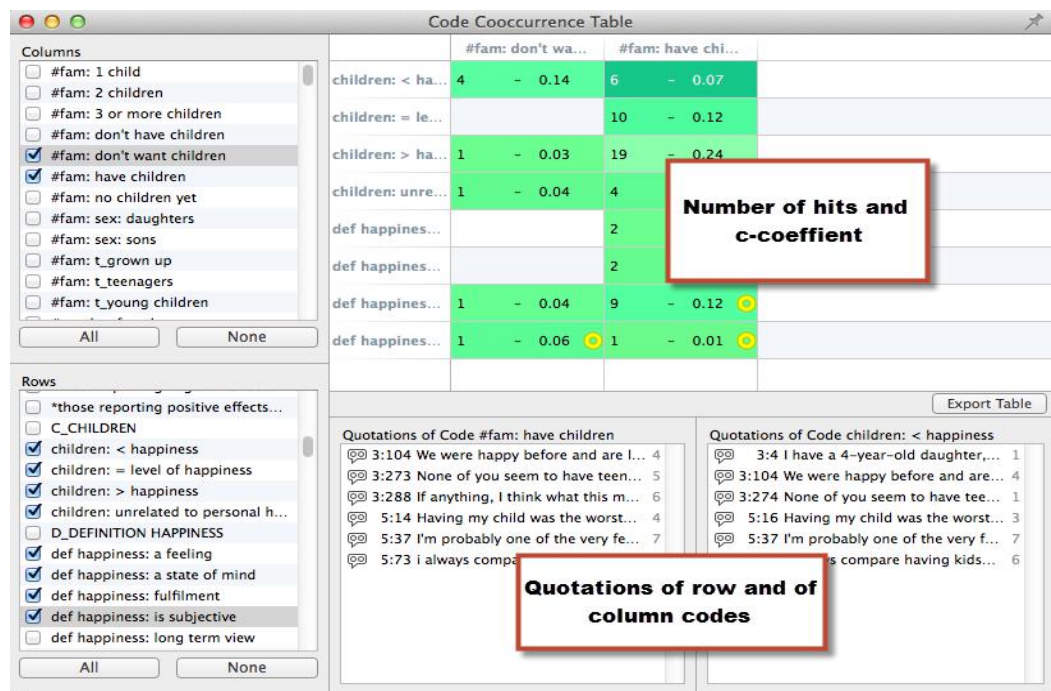 Code Cooccurrence Table
Columns
#fam: 1 child
#fam: 2 children
#fam: 3 or more children
#fam: don't have children
#fam: don't want children
#fam: have children
#fam: no children yet
#fam: sex: daughters
#fam: sex: sons
#fam: t_grown up
#fam: t_teenagers
#fam: t_young children
All None
Rows
*those reporting positive effects...
C_CHILDREN
children: < happiness
children: = level of happiness
children: > happiness
children: unrelated to personal h...
D_DEFINITION HAPPINESS
def happiness: a feeling
def happiness: a state of mind
def happiness: fulfilment
def happiness: is subjective
def happiness: long term view
All None
#fam: don't wa... #fam: have chi...
children: < ha... 4 - 0.14 6 - 0.07
children: = le... 10 - 0.12
children: > ha... 1 - 0.03 19 - 0.24
children: unre... 1 - 0.04 4
def happines... 2
def happines... 2
def happines... 1 - 0.04 9 - 0.12
def happines... 1 - 0.06 1 - 0.01
Number of hits and
c-coeffient
Export Table
Quotations of Code #fam: have children
3:104 We were happy before and are l... 4
3:273 None of you seem to have teen... 5
3:288 If anything, I think what this m... 6
5:14 Having my child was the worst... 4
5:37 I'm probably one of the very fe... 7
5:73 i always compa
Quotations of Code children: < happiness
3:4 I have a 4-year-old daughter,... 1
3:104 We were happy before and are... 4
3:274 None of you seem to have tee... 1
5:16 Having my child was the worst... 3
5:37 I'm probably one of the very f... 7
s compare having kids... 6
Quotations of row and of
column codes